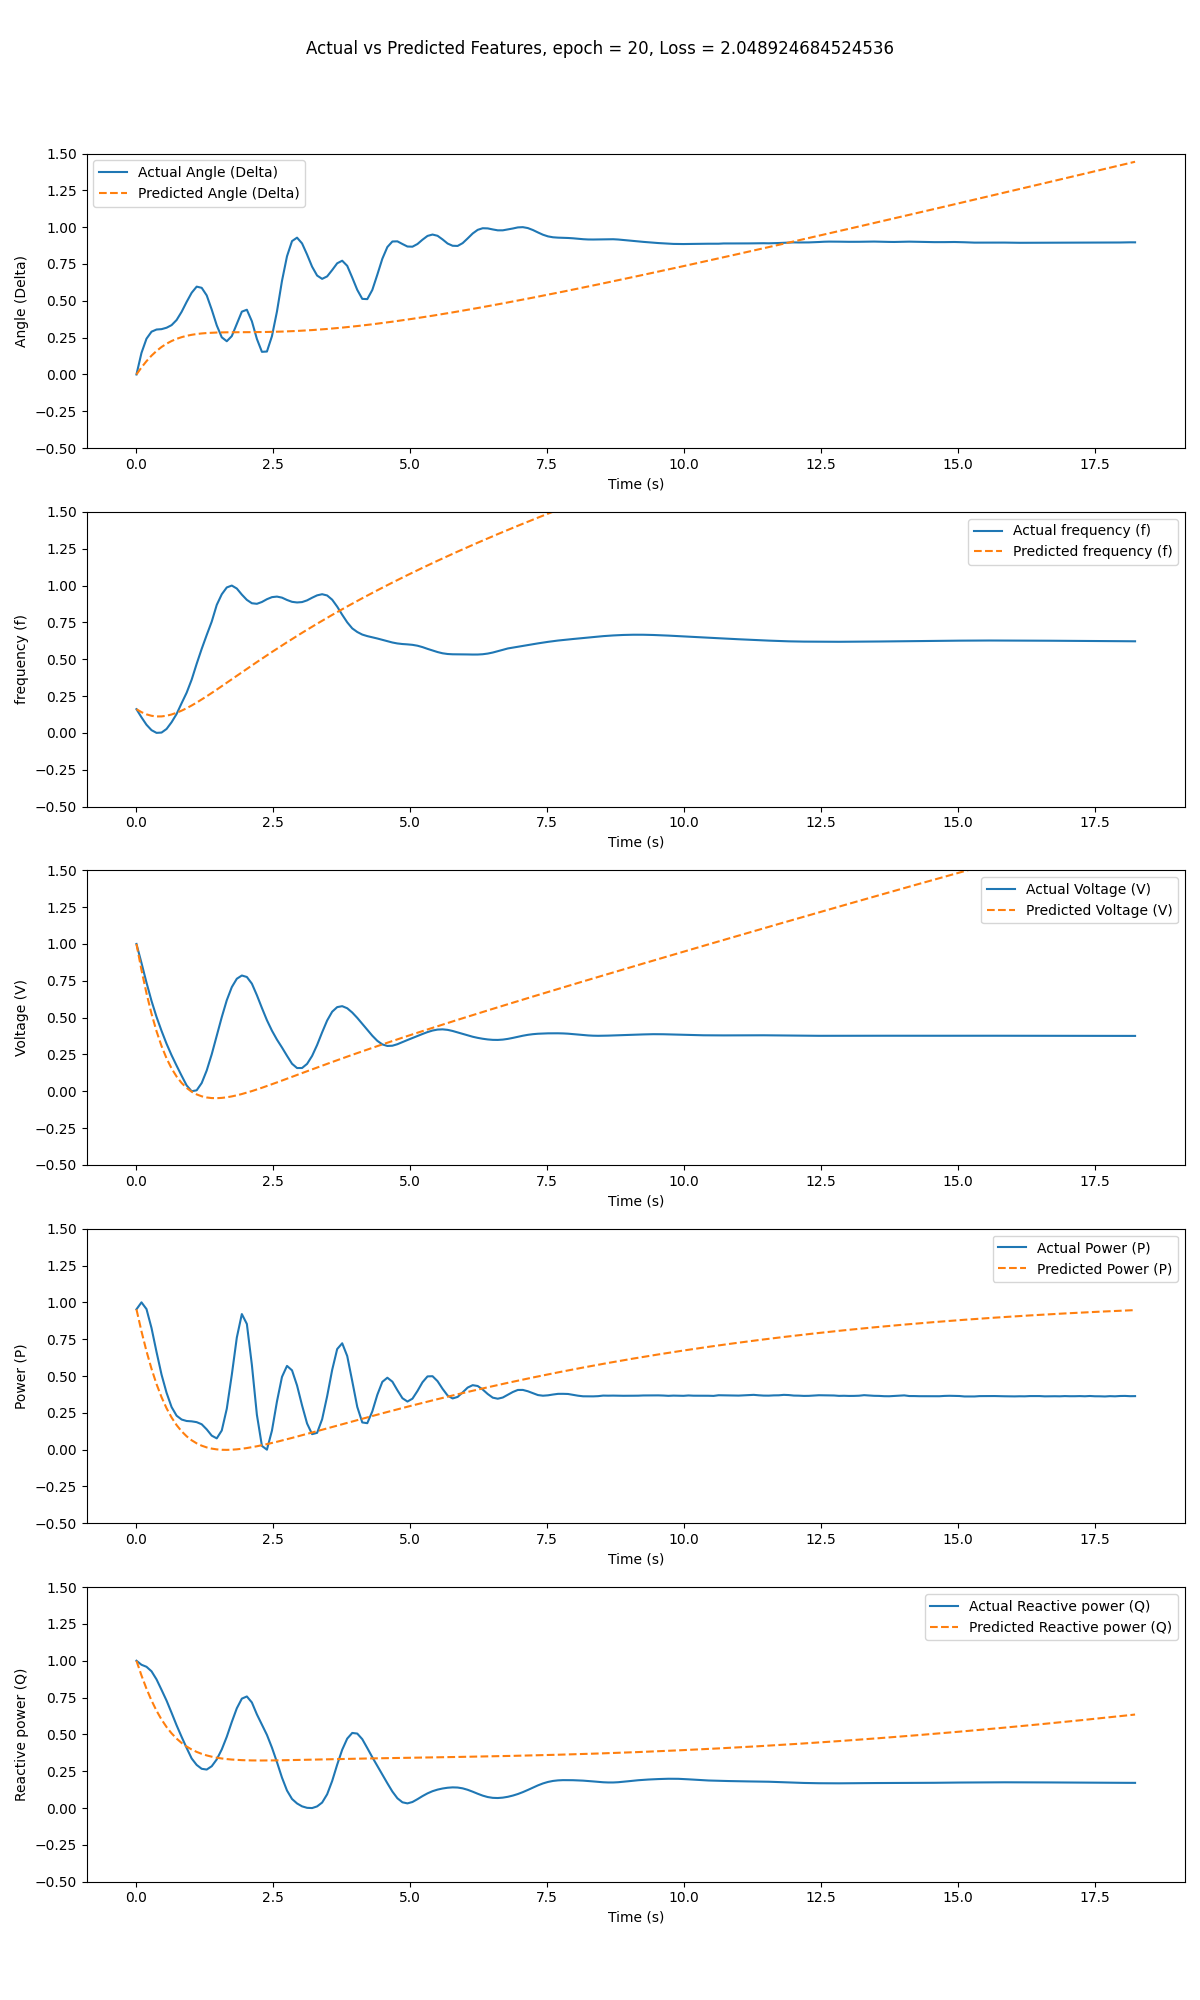 Actual vs Predicted Features, epoch = 20, Loss = 2.048924684524536
1.50
1.25
1.00
0.75
0.50
0.25
0.00
−0.25
−0.50
Angle (Delta)
Actual Angle (Delta)
Predicted Angle (Delta)
0.0 2.5 5.0 7.5 10.0 12.5 15.0 17.5
Time (s)
1.50
1.25
1.00
0.75
0.50
0.25
0.00
−0.25
−0.50
frequency (f)
Actual frequency (f)
Predicted frequency (f)
0.0 2.5 5.0 7.5 10.0 12.5 15.0 17.5
Time (s)
1.50
1.25
1.00
0.75
0.50
0.25
0.00
−0.25
−0.50
Voltage (V)
Actual Voltage (V)
Predicted Voltage (V)
0.0 2.5 5.0 7.5 10.0 12.5 15.0 17.5
Time (s)
1.50
1.25
1.00
0.75
0.50
0.25
0.00
−0.25
−0.50
Power (P)
Actual Power (P)
Predicted Power (P)
0.0 2.5 5.0 7.5 10.0 12.5 15.0 17.5
Time (s)
1.50
1.25
1.00
0.75
0.50
0.25
0.00
−0.25
−0.50
Reactive power (Q)
Actual Reactive power (Q)
Predicted Reactive power (Q)
0.0 2.5 5.0 7.5 10.0 12.5 15.0 17.5
Time (s)